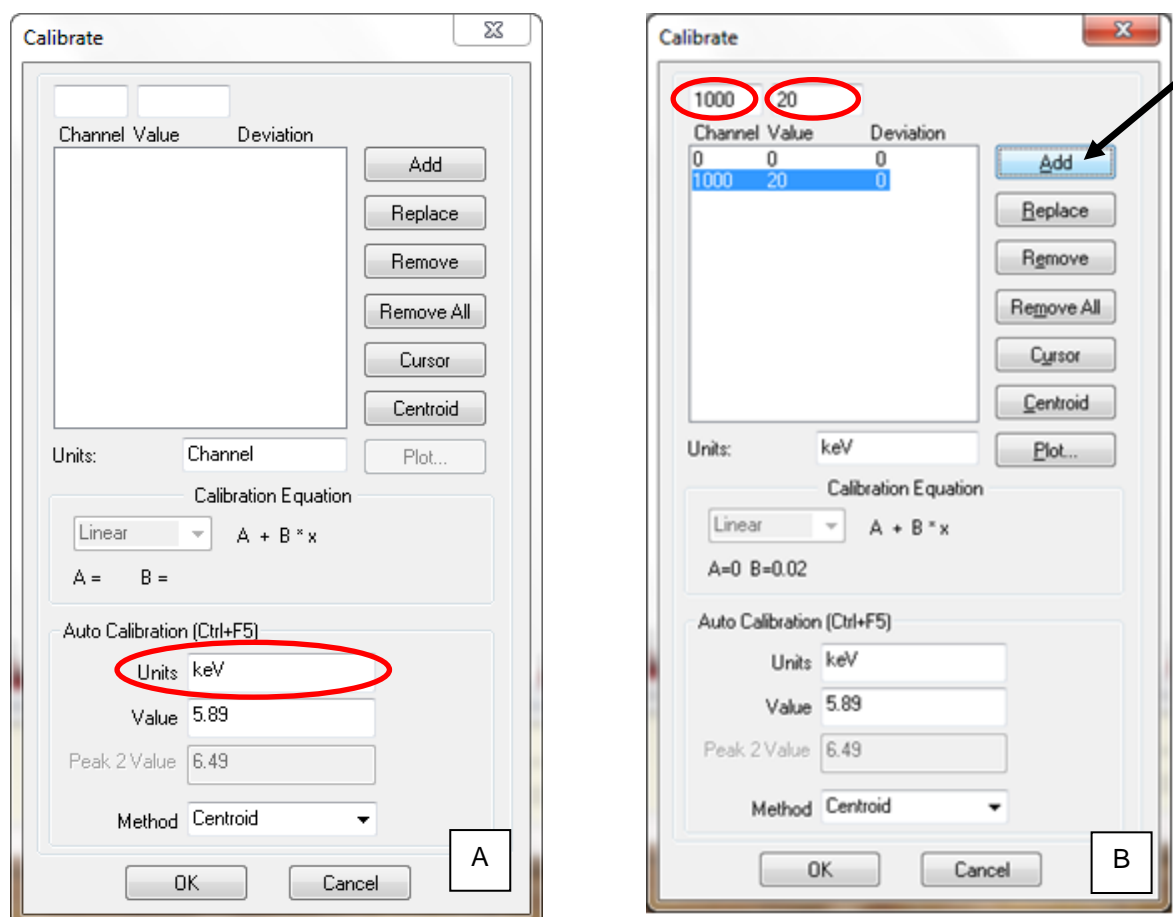 Calibrate
Channel Value Deviation
Add
Replace
Remove
Remove All
Cursor
Centroid
Units: Channel
Plot...
Calibration Equation
Linear A + B * x
A = B =
Auto Calibration (Ctrl+F5)
Units keV
Value 5.89
Peak 2 Value 6.49
Method Centroid
OK Cancel
A
Calibrate
1000 20
Channel Value Deviation
0 0 0
1000 20 0
Add
Replace
Remove
Remove All
Cursor
Centroid
Units: keV
Plot...
Calibration Equation
Linear A + B * x
A=0 B=0.02
Auto Calibration (Ctrl+F5)
Units keV
Value 5.89
Peak 2 Value 6.49
Method Centroid
OK Cancel
B